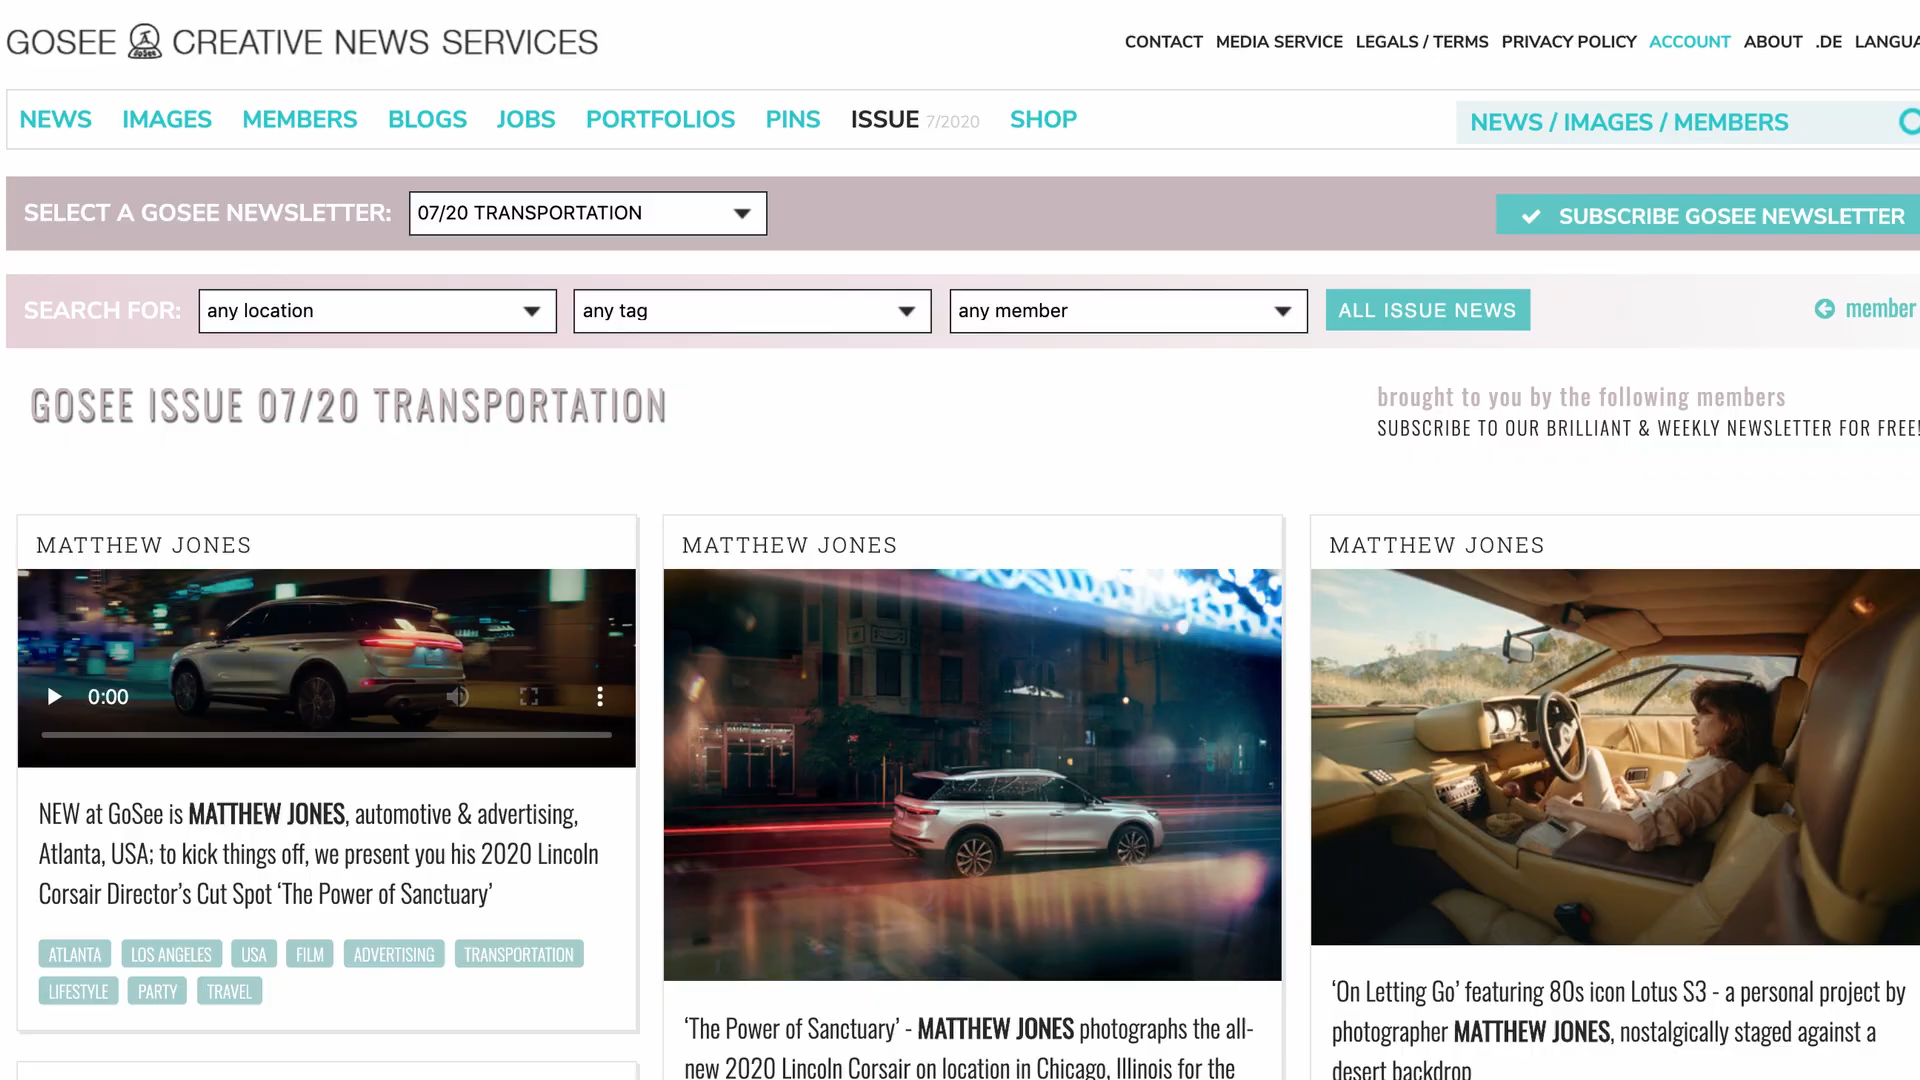 GOSEE CREATIVE NEWS SERVICES
CONTACT MEDIA SERVICE LEGALS / TERMS PRIVACY POLICY ACCOUNT ABOUT .DE LANGUA
NEWS IMAGES MEMBERS BLOGS JOBS PORTFOLIOS PINS ISSUE 7/2020 SHOP
NEWS / IMAGES / MEMBERS
SELECT A GOSEE NEWSLETTER: 07/20 TRANSPORTATION
SUBSCRIBE GOSEE NEWSLETTER
SEARCH FOR: any location any tag any member ALL ISSUE NEWS
member
GOSEE ISSUE 07/20 TRANSPORTATION
brought to you by the following members
SUBSCRIBE TO OUR BRILLIANT & WEEKLY NEWSLETTER FOR FREE!
MATTHEW JONES
0:00
NEW at GoSee is MATTHEW JONES, automotive & advertising,
Atlanta, USA; to kick things off, we present you his 2020 Lincoln
Corsair Director’s Cut Spot ‘The Power of Sanctuary’
ATLANTA LOS ANGELES USA FILM ADVERTISING TRANSPORTATION
LIFESTYLE PARTY TRAVEL
MATTHEW JONES
‘The Power of Sanctuary’ - MATTHEW JONES photographs the all-
new 2020 Lincoln Corsair on location in Chicago, Illinois for the
MATTHEW JONES
‘On Letting Go’ featuring 80s icon Lotus S3 - a personal project by
photographer MATTHEW JONES, nostalgically staged against a
desert backdrop